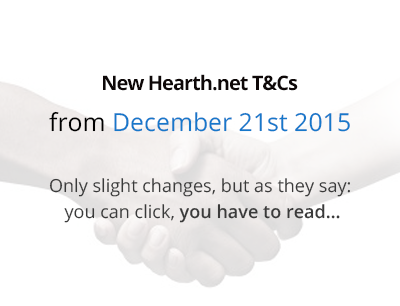 New Hearth.net T&Cs
from December 21st 2015
Only slight changes, but as they say:
you can click, you have to read...